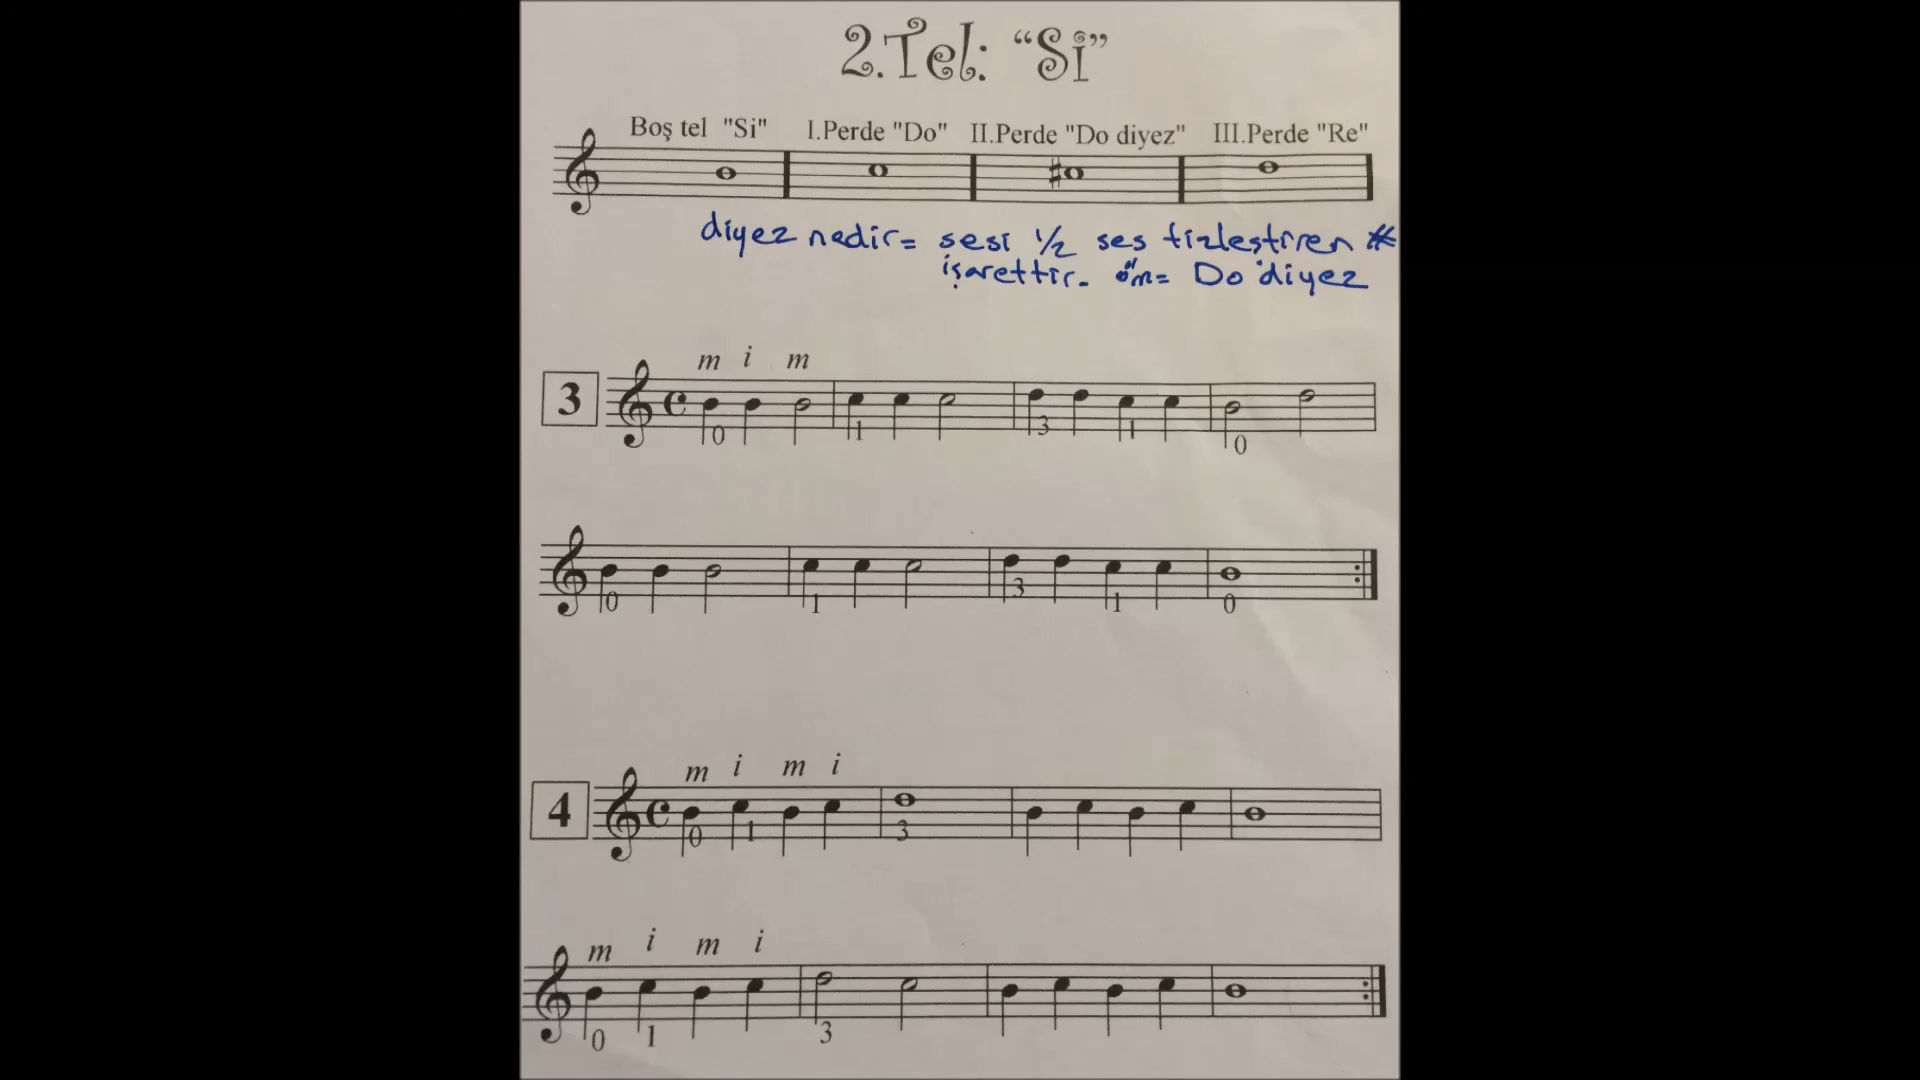 2.Tel: "Si"
Boş tel "Si" I.Perde "Do" II.Perde "Do diyez" III.Perde "Re"
diyez nedir= sesi 1/2 ses tizleştiren #
işarettir. örn= Do diyez
m i m
3
0 1 3 1 0
0 1 3 1 0
m i m i
4
0 1 3
m i m i
0 1 3